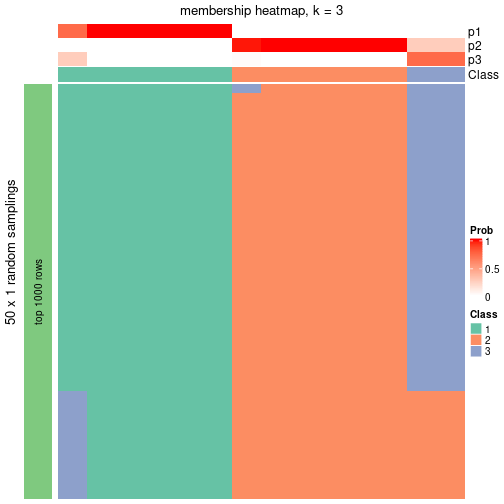 membership heatmap, k = 3
p1
p2
p3
Class
50 x 1 random samplings
top 1000 rows
Prob
1
0.5
0
Class
1
2
3